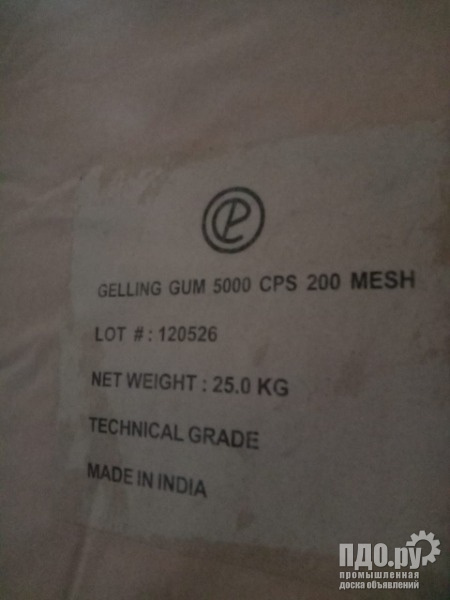 GELLING GUM 5000 CPS 200 MESH
LOT # : 120526
NET WEIGHT : 25.0 KG
TECHNICAL GRADE
MADE IN INDIA
ПДО.ру
промышленная
доска объявлений